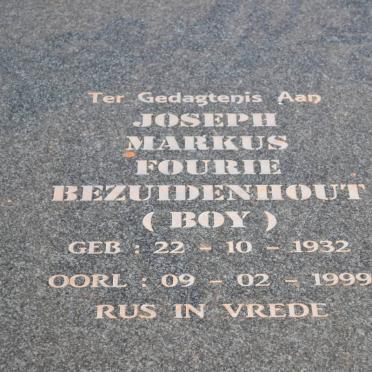 Ter Gedagtenis Aan
JOSEPH
MARKUS
FOURIE
BEZUIDENHOUT
( BOY )
GEB : 22 - 10 - 1932
OORL : 09 - 02 - 1999
RUS IN VREDE